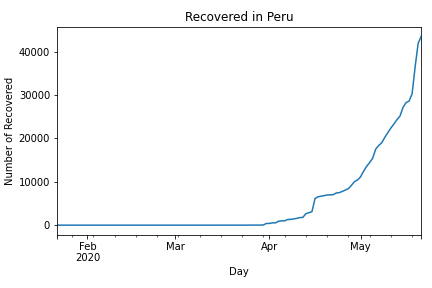 Recovered in Peru
Number of Recovered
40000
30000
20000
10000
0
Feb
2020
Mar
Apr
May
Day